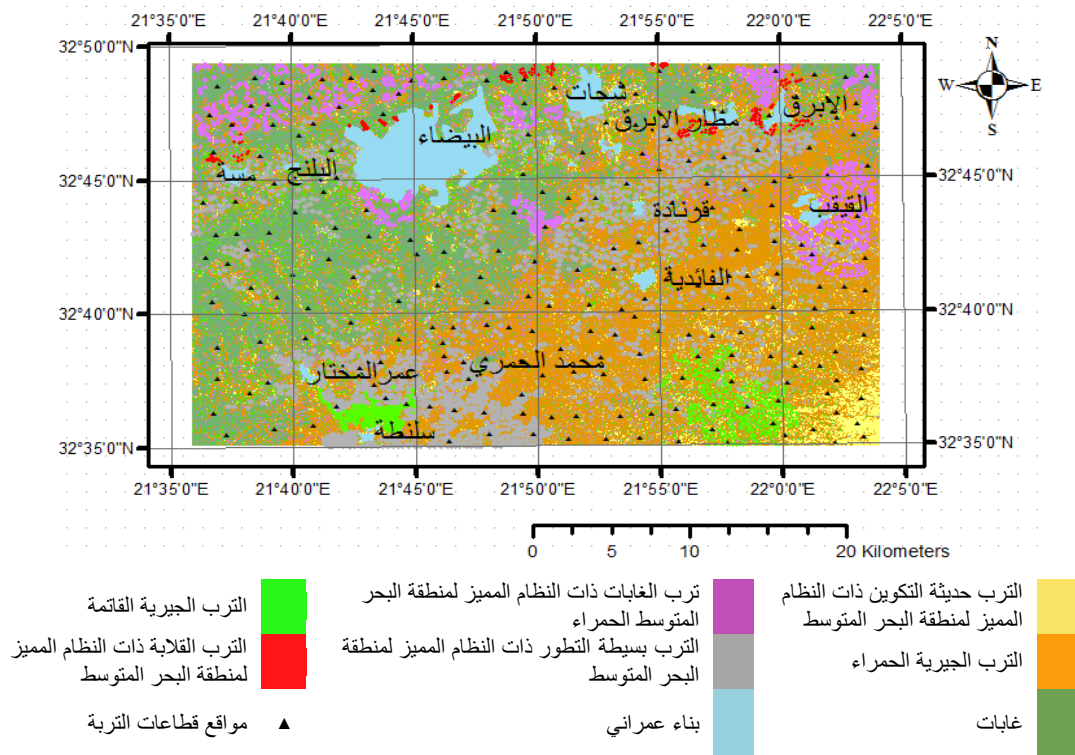 21°35'0"E 21°40'0"E 21°45'0"E 21°50'0"E 21°55'0"E 22°0'0"E 22°5'0"E
32°50'0"N
N
W E
S
شحات
الابرق
مطار الابرق
البيضاء
البلنج
مسة
32°45'0"N 32°45'0"N
القيقب
قرنادة
الفائدية
32°40'0"N 32°40'0"N
محمد الحمري
عمر المختار
سلنطة
32°35'0"N 32°35'0"N
21°35'0"E 21°40'0"E 21°45'0"E 21°50'0"E 21°55'0"E 22°0'0"E 22°5'0"E
0 5 10 20 Kilometers
الترب حديثة التكوين ذات النظام
المميز لمنطقة البحر المتوسط
الترب الجيرية الحمراء
غابات
ترب الغابات ذات النظام المميز لمنطقة البحر
المتوسط الحمراء
الترب بسيطة التطور ذات النظام المميز لمنطقة
البحر المتوسط
بناء عمراني
الترب الجيرية القاتمة
الترب القلابة ذات النظام المميز
لمنطقة البحر المتوسط
مواقع قطاعات التربة